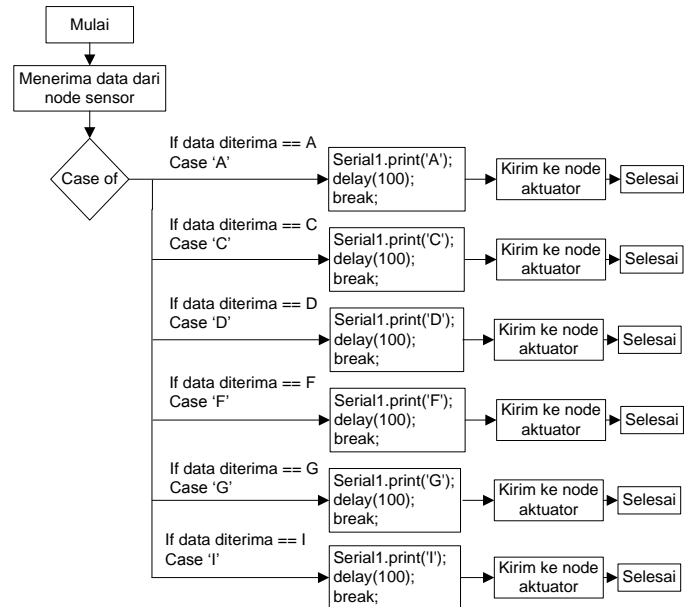 Mulai
Menerima data dari
node sensor
Case of
If data diterima == A
Case ‘A’
Serial1.print('A');
delay(100);
break;
Kirim ke node
aktuator
Selesai
If data diterima == C
Case ‘C’
Serial1.print('C');
delay(100);
break;
Kirim ke node
aktuator
Selesai
If data diterima == D
Case ‘D’
Serial1.print('D');
delay(100);
break;
Kirim ke node
aktuator
Selesai
If data diterima == F
Case ‘F’
Serial1.print('F');
delay(100);
break;
Kirim ke node
aktuator
Selesai
If data diterima == G
Case ‘G’
Serial1.print('G');
delay(100);
break;
Kirim ke node
aktuator
Selesai
If data diterima == I
Case ‘I’
Serial1.print('I');
delay(100);
break;
Kirim ke node
aktuator
Selesai